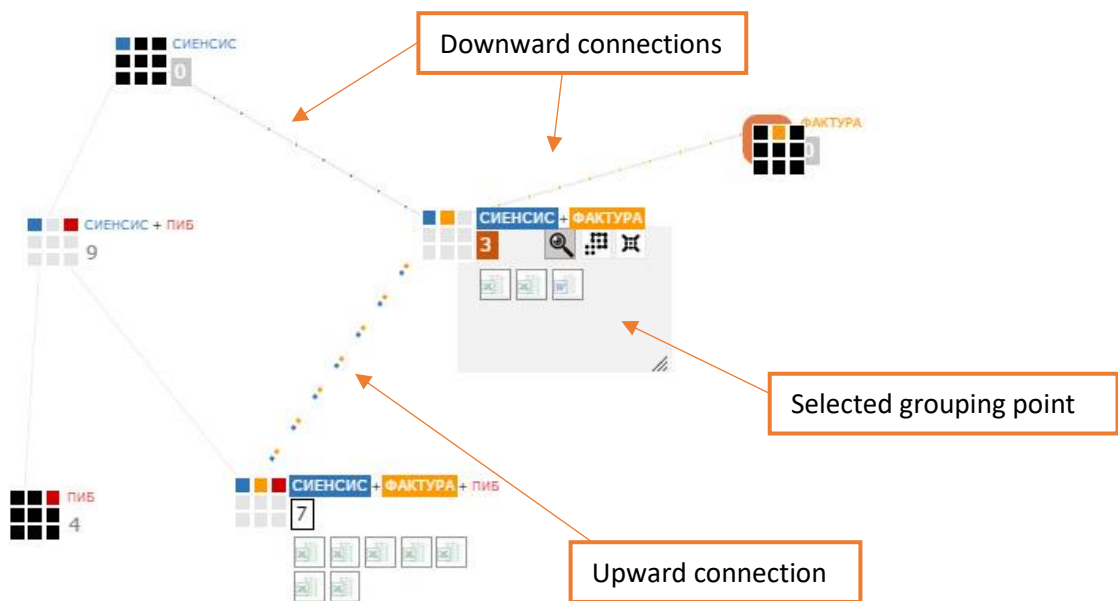 Downward connections
СИЕНСИС
0
ФАКТУРА
0
СИЕНСИС + ФАКТУРА
3
СИЕНСИС + ПИБ
9
Selected grouping point
СИЕНСИС + ФАКТУРА + ПИБ
7
ПИБ
4
Upward connection